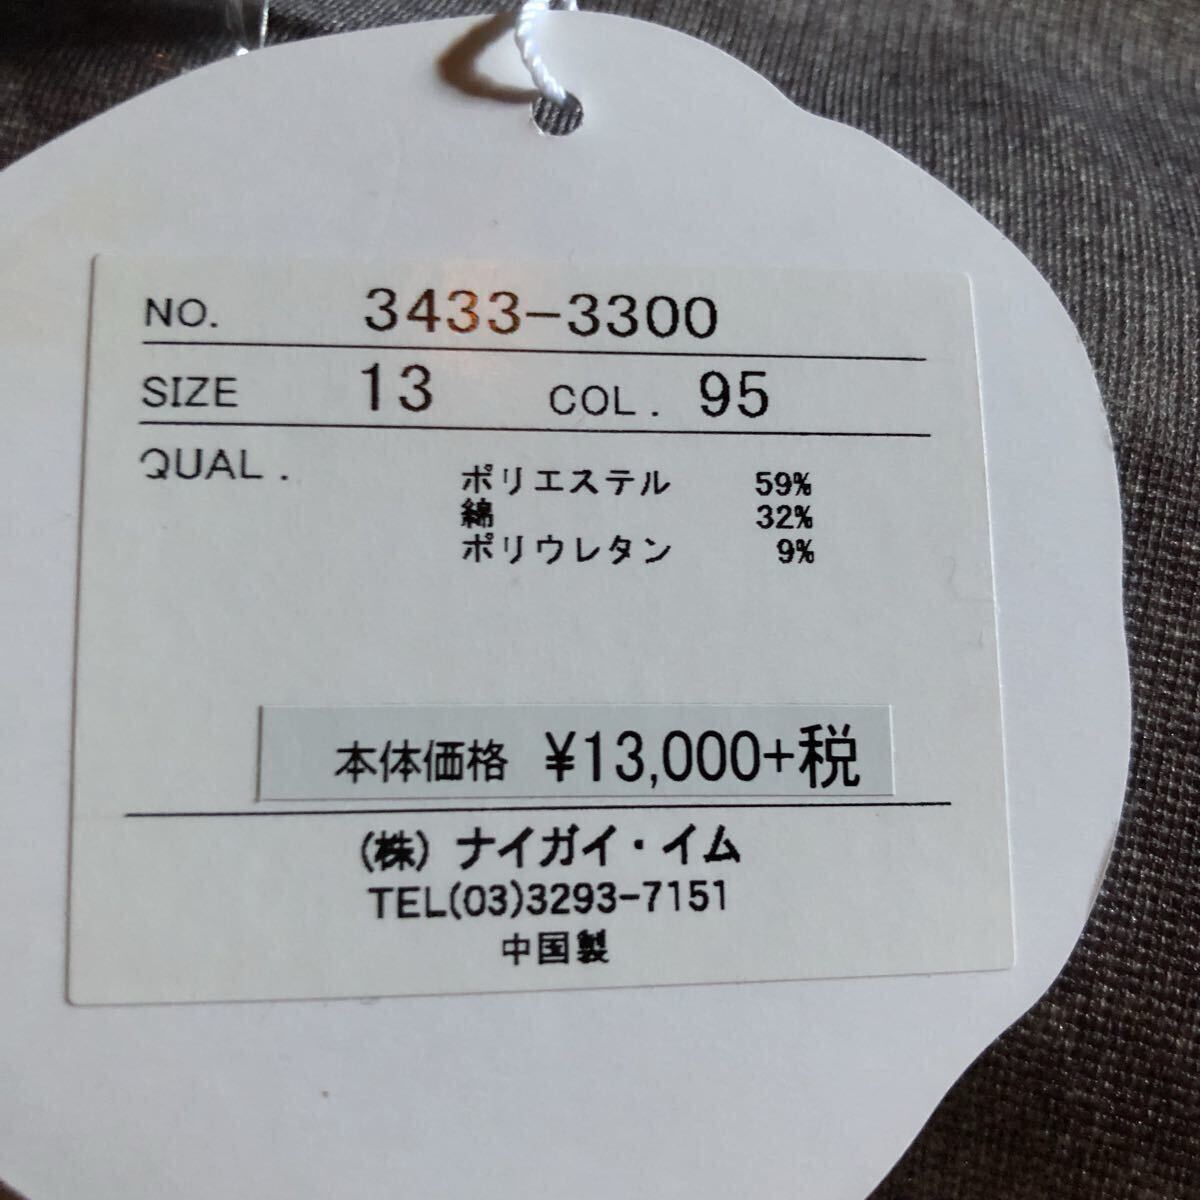 NO. 3433-3300
SIZE 13 COL. 95
QUAL.
ポリエステル 59%
綿 32%
ポリウレタン 9%
本体価格 ¥13,000+税
(株) ナイガイ・イム
TEL(03)3293-7151
中国製